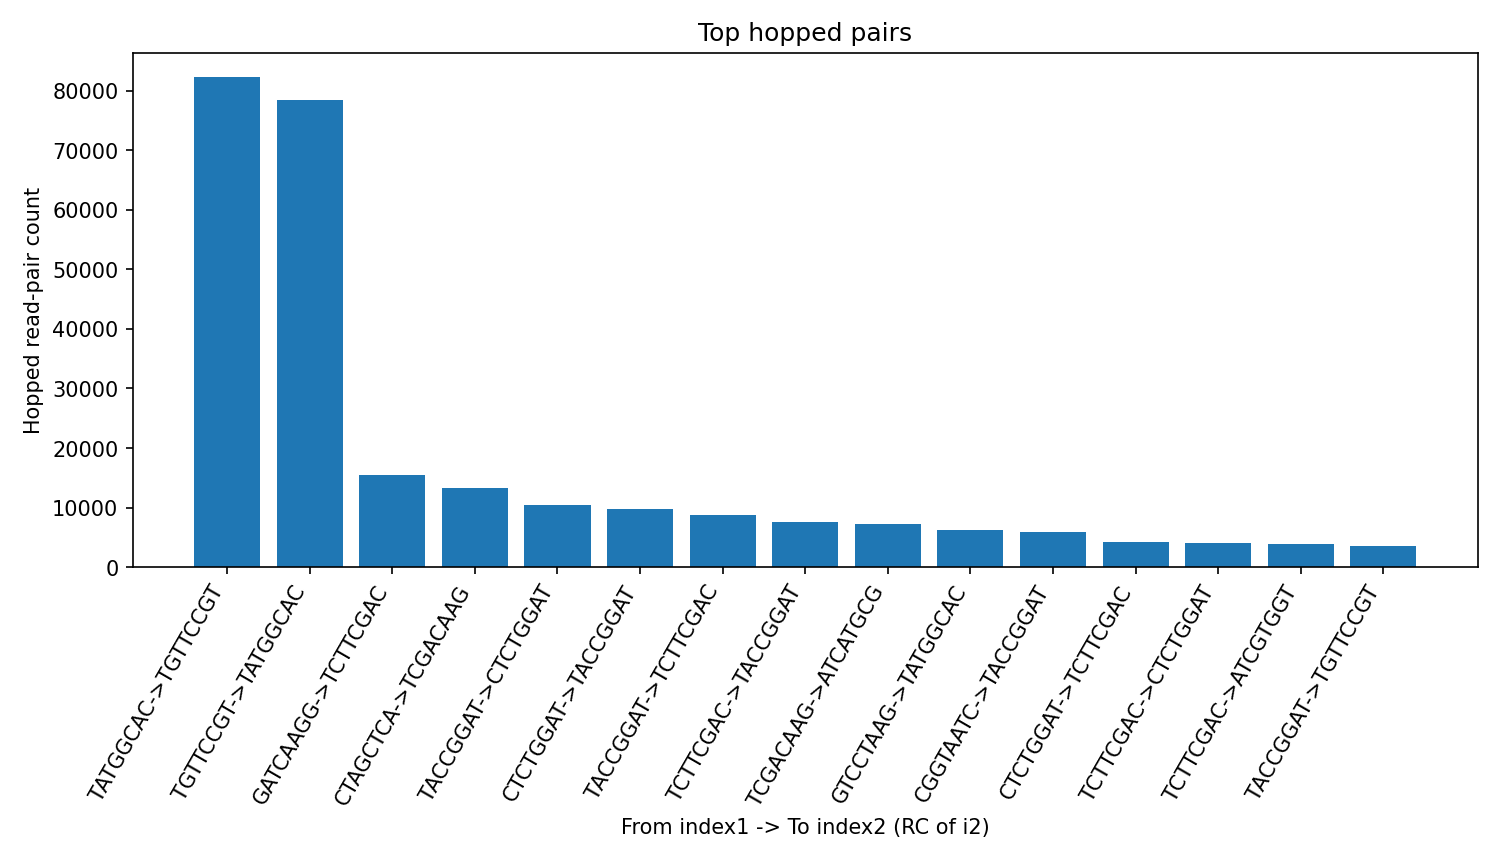 Top hopped pairs
Hopped read-pair count
80000
70000
60000
50000
40000
30000
20000
10000
0
TATGGCAC->TGTTCCGT
TGTTCCGT->TATGGCAC
GATCAAGG->TCTTCGAC
CTAGCTCA->TCGACAAG
TACCGGAT->CTCTGGAT
CTCTGGAT->TACCGGAT
TACCGGAT->TCTTCGAC
TCTTCGAC->TACCGGAT
TCGACAAG->ATCATGCG
GTCCTAAG->TATGGCAC
CGGTAATC->TACCGGAT
CTCTGGAT->TCTTCGAC
TCTTCGAC->CTCTGGAT
TCTTCGAC->ATCGTGGT
TACCGGAT->TGTTCCGT
From index1 -> To index2 (RC of i2)